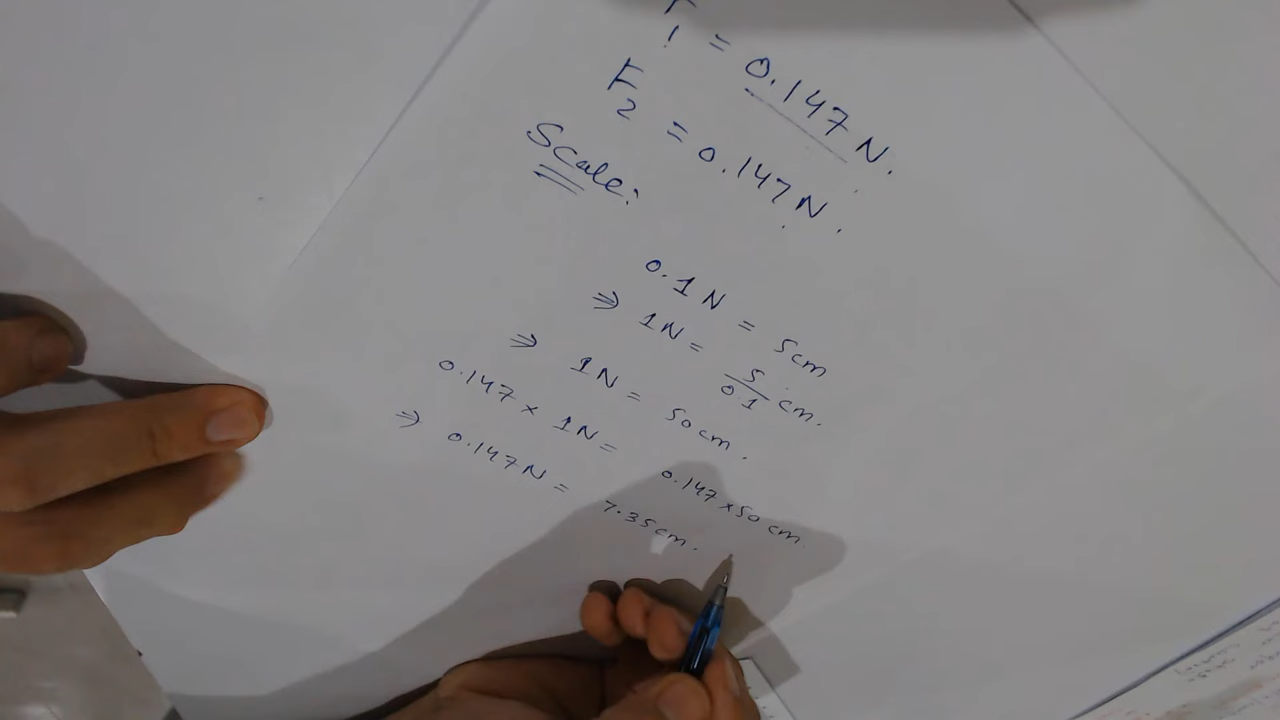 F1 = 0.147 N.
F2 = 0.147 N.
Scale:
0.1 N = 5 cm
⇒ 1N = 5/0.1 cm.
⇒ 1N = 50 cm.
0.147 × 1N = 0.147 × 50 cm.
⇒ 0.147 N = 7.35 cm.